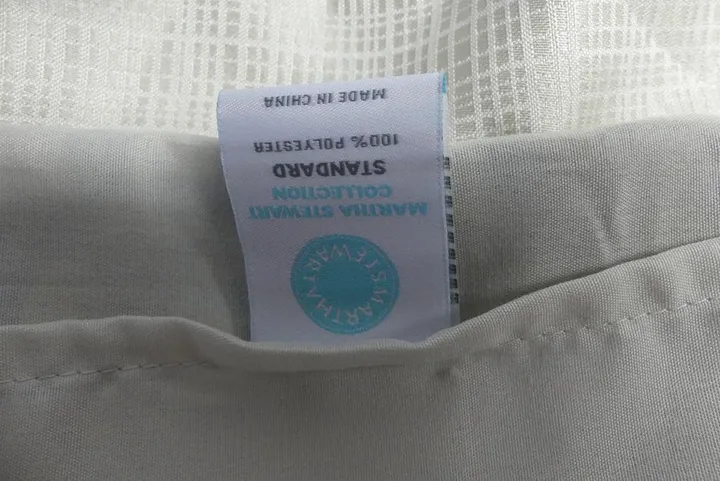 MARTHA STEWART
MARTHA STEWART
COLLECTION
STANDARD
100% POLYESTER
MADE IN CHINA